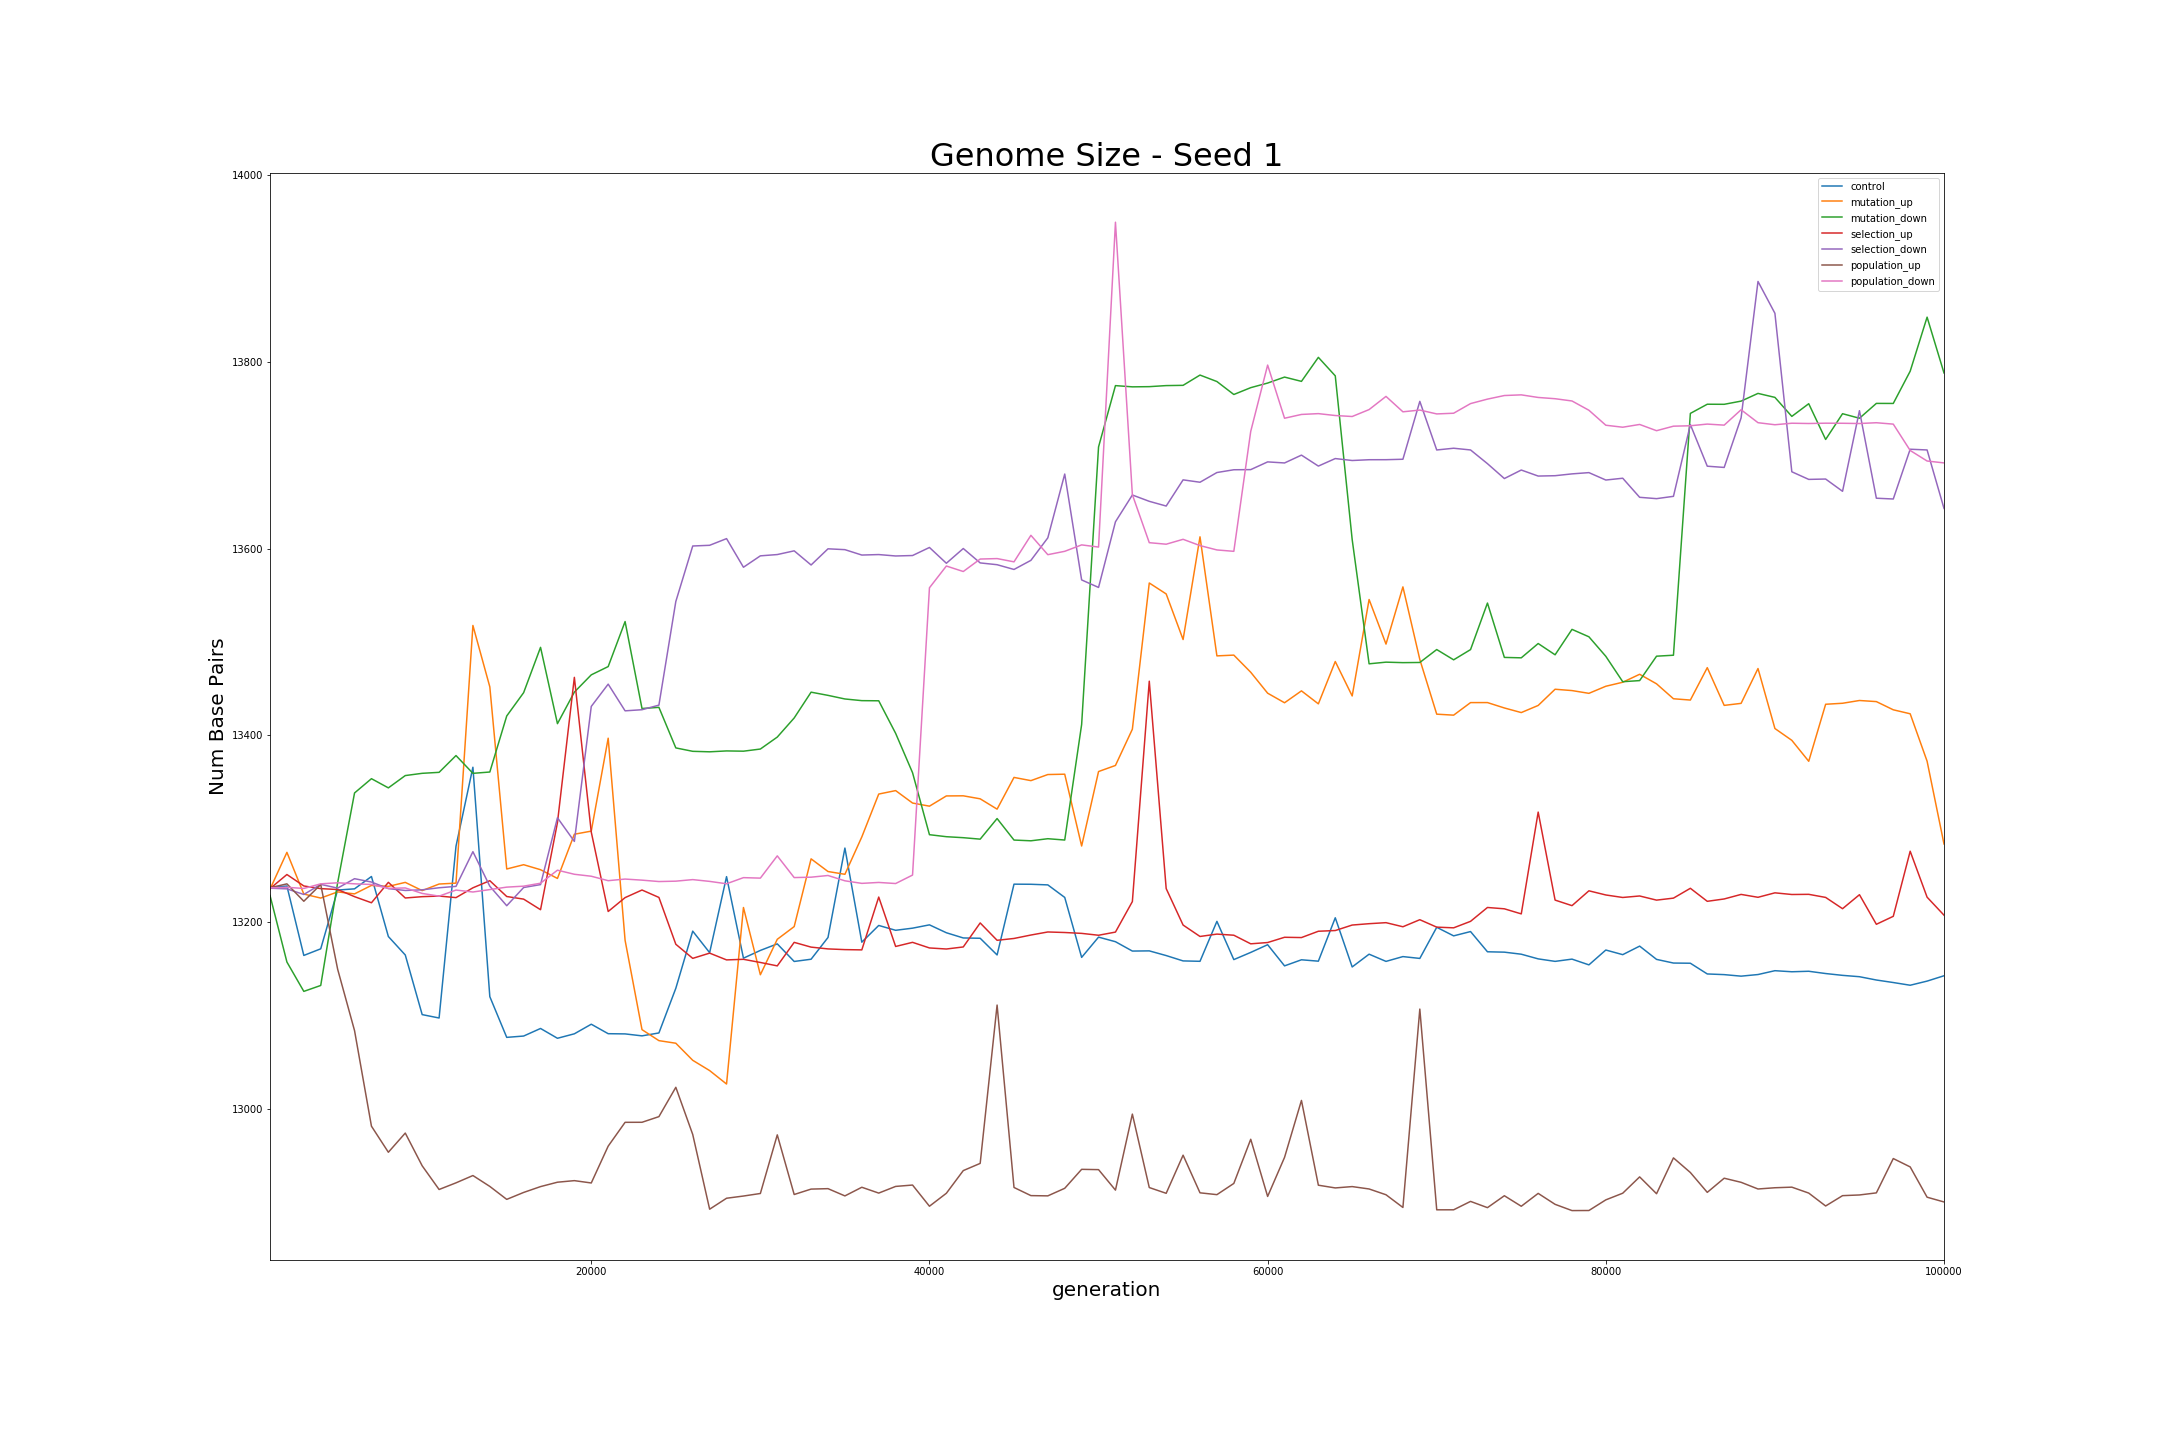 Genome Size - Seed 1
14000
13800
13600
13400
13200
13000
Num Base Pairs
control
mutation_up
mutation_down
selection_up
selection_down
population_up
population_down
20000
40000
60000
80000
100000
generation